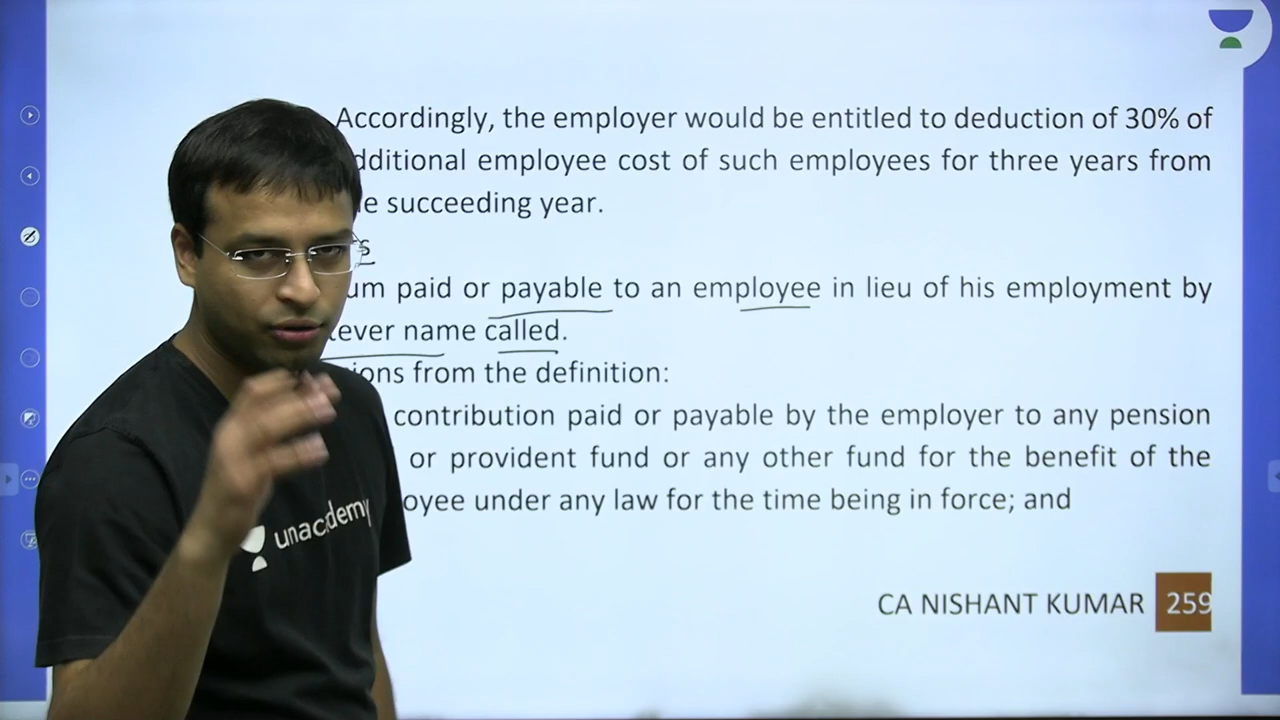 Accordingly, the employer would be entitled to deduction of 30% of
dditional employee cost of such employees for three years from
e succeeding year.
s
um paid or payable to an employee in lieu of his employment by
ever name called.
ions from the definition:
contribution paid or payable by the employer to any pension
or provident fund or any other fund for the benefit of the
oyee under any law for the time being in force; and
unacademy
CA NISHANT KUMAR 259